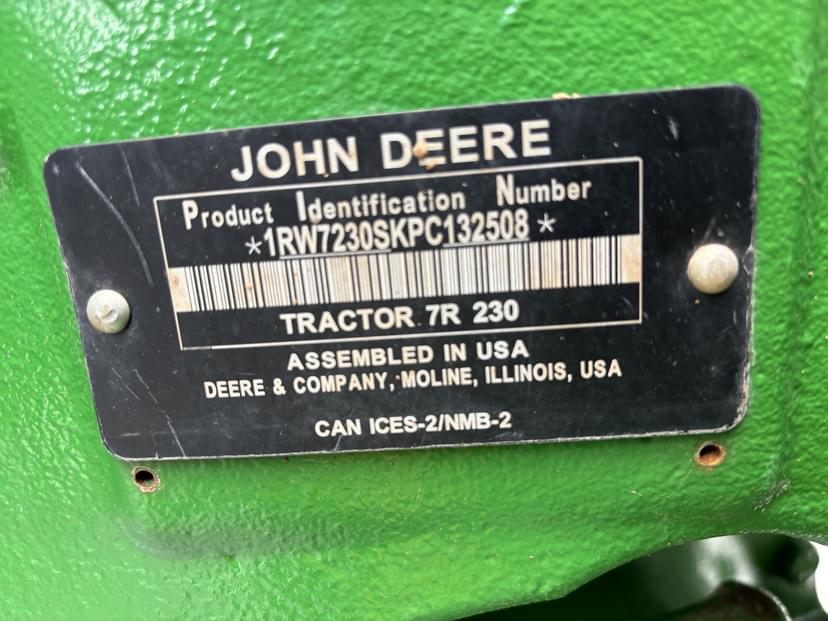 JOHN DEERE
Product Identification Number
*1RW7230SKPC132508*
TRACTOR 7R 230
ASSEMBLED IN USA
DEERE & COMPANY, MOLINE, ILLINOIS, USA
CAN ICES-2/NMB-2